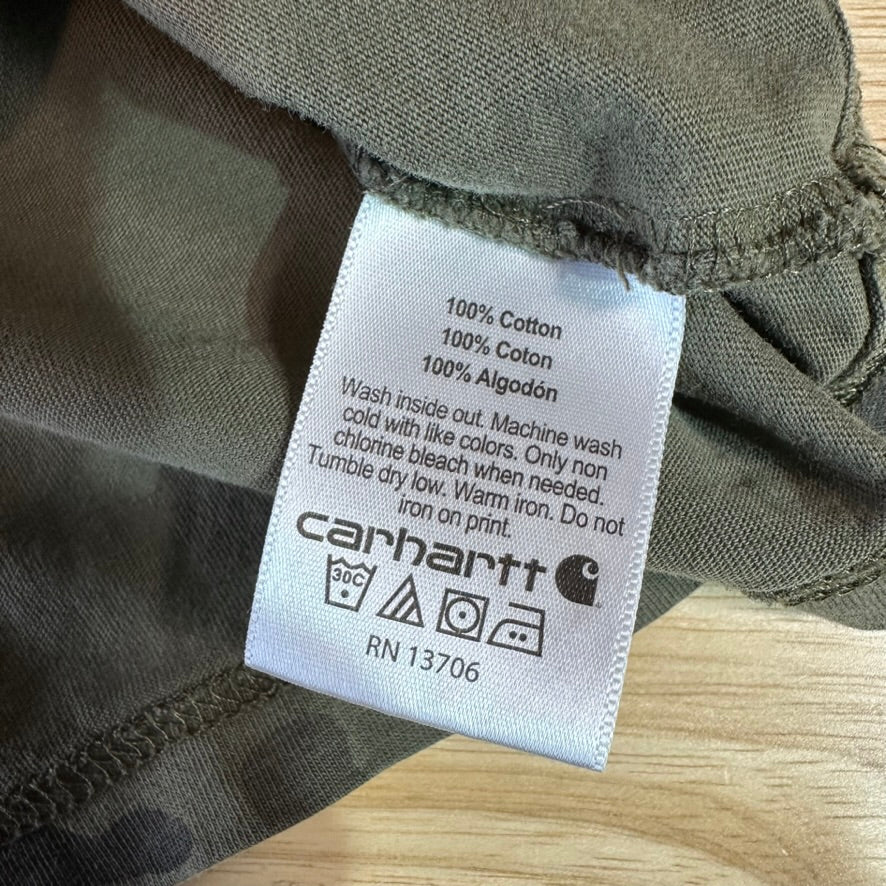 100% Cotton
100% Coton
100% Algodón
Wash inside out. Machine wash
cold with like colors. Only non
chlorine bleach when needed.
Tumble dry low. Warm iron. Do not
iron on print.
carhartt
30C
RN 13706